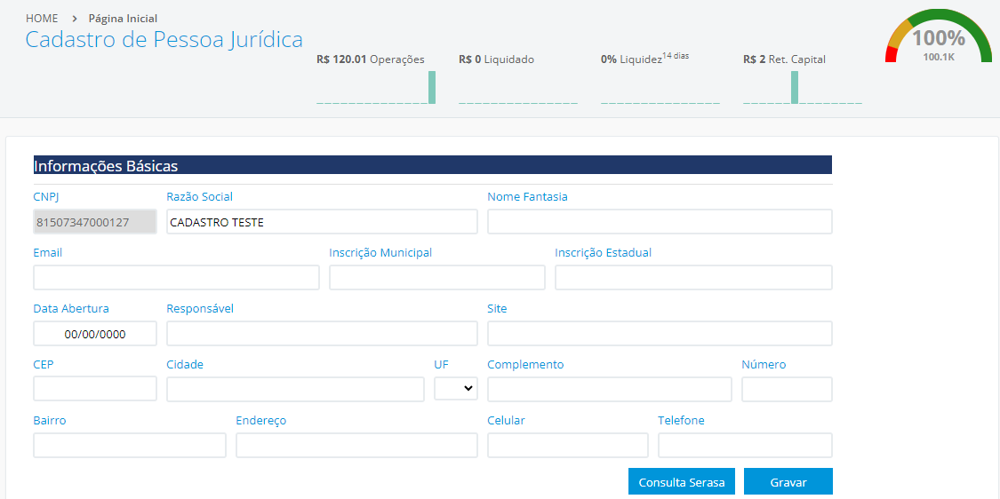 HOME > Página Inicial
Cadastro de Pessoa Jurídica
R$ 120.01 Operações
R$ 0 Liquidado
0% Liquidez 14 dias
R$ 2 Ret. Capital
100%
100.1K
Informações Básicas
CNPJ Razão Social Nome Fantasia
81507347000127 CADASTRO TESTE
Email Inscrição Municipal Inscrição Estadual
Data Abertura Responsável Site
00/00/0000
CEP Cidade UF Complemento Número
Bairro Endereço Celular Telefone
Consulta Serasa Gravar